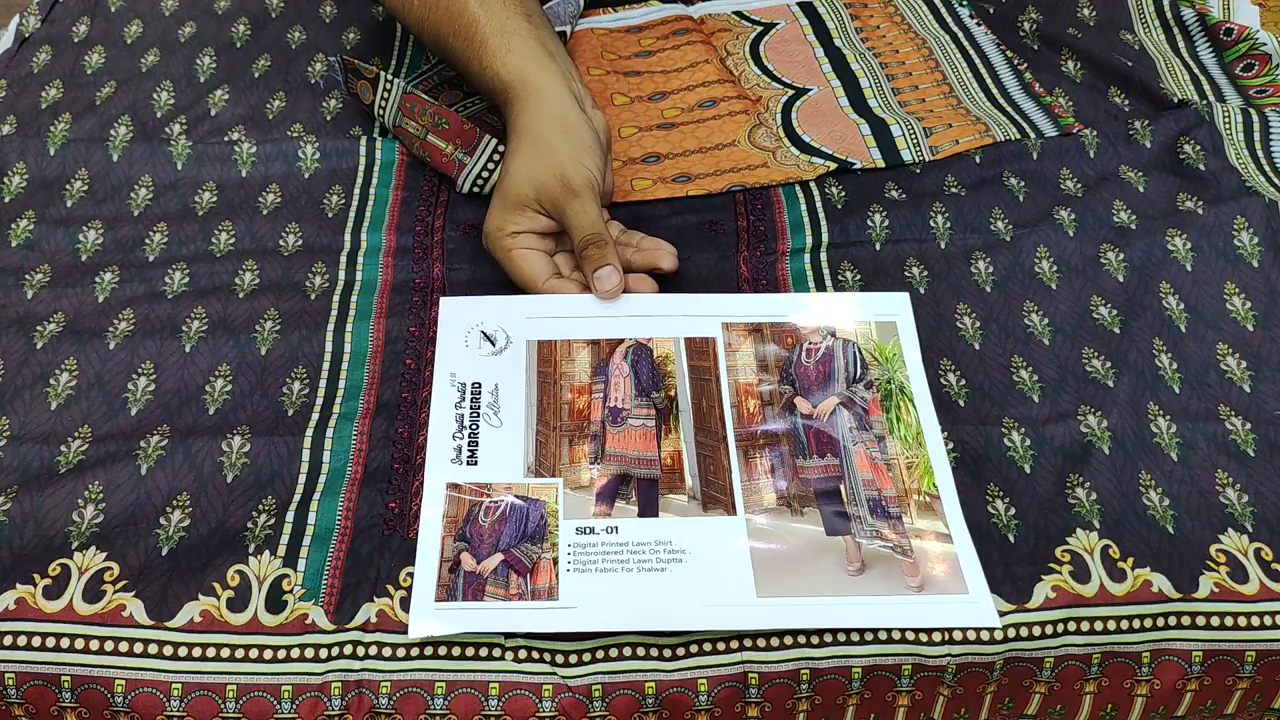 Smile Digital Printed
EMBROIDERED
Collection
SDL-01
• Digital Printed Lawn Shirt .
• Embroidered Neck On Fabric .
• Digital Printed Lawn Duptta .
• Plain Fabric For Shalwar .